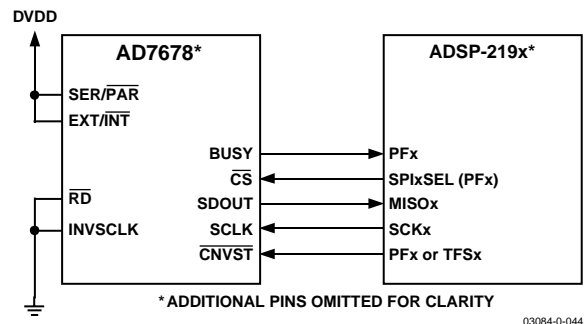 DVDD
AD7678*
ADSP-219x*
SER/PAR
EXT/INT
BUSY
PFx
CS
SPIxSEL (PFx)
RD
SDOUT
MISOx
INVSCLK
SCLK
SCKx
CNVST
PFx or TFSx
*ADDITIONAL PINS OMITTED FOR CLARITY
03084-0-044